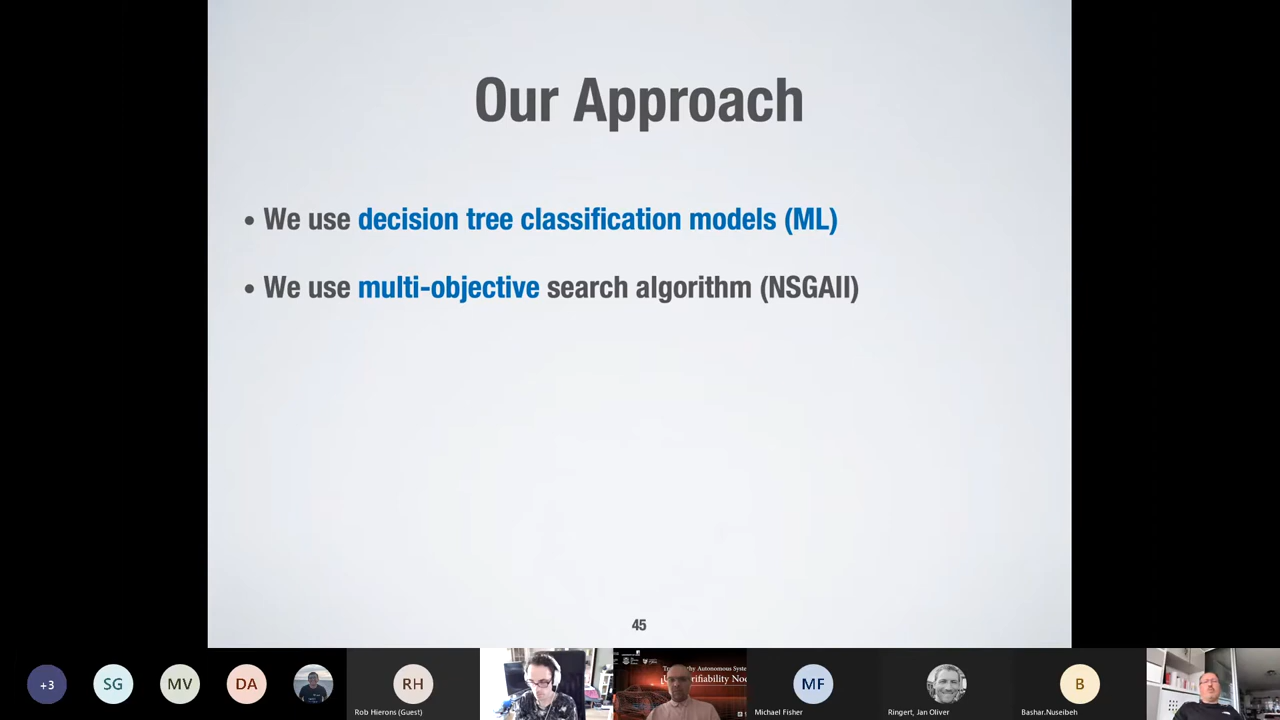 Our Approach
• We use decision tree classification models (ML)
• We use multi-objective search algorithm (NSGAII)
45
+3
SG
MV
DA
RH
Rob Hierons (Guest)
MF
Michael Fisher
Ringert, Jan Oliver
B
Bashar.Nuseibeh